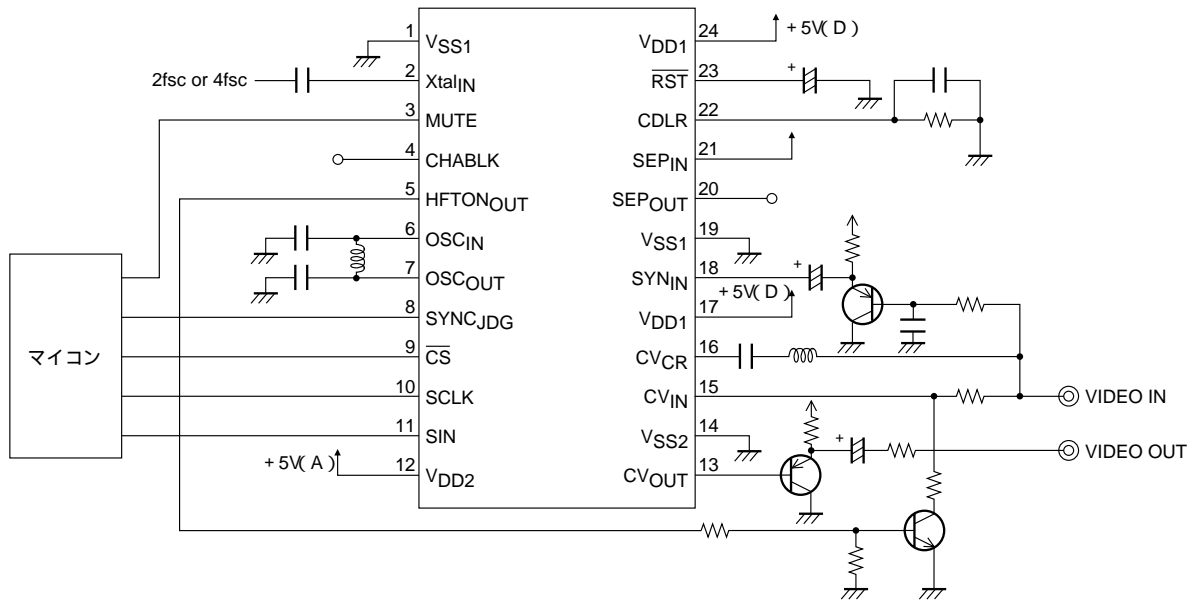 1 VSS1
2fsc or 4fsc 2 XtalIN
3 MUTE
4 CHABLK
5 HFTONOUT
6 OSCIN
7 OSCOUT
8 SYNCJDG
9 CS
10 SCLK
11 SIN
+5V(A) 12 VDD2
マイコン
VDD1 24 +5V(D)
RST 23 +
CDLR 22
SEPIN 21
SEPOUT 20
VSS1 19
SYNIN 18 +
VDD1 17 +5V(D)
CVCR 16
CVIN 15 VIDEO IN
VSS2 14
+ VIDEO OUT
CVOUT 13